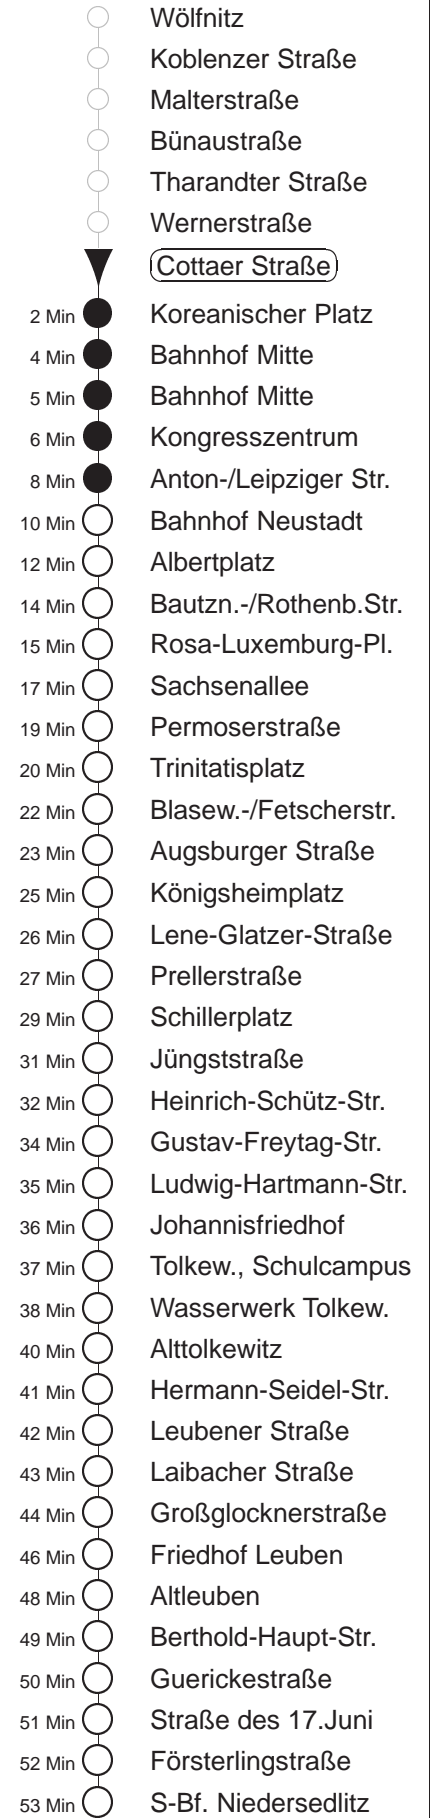 Wölfnitz
Koblenzer Straße
Malterstraße
Bünaustraße
Tharandter Straße
Wernerstraße
Cottaer Straße
2 Min Koreanischer Platz
4 Min Bahnhof Mitte
5 Min Bahnhof Mitte
6 Min Kongresszentrum
8 Min Anton-/Leipziger Str.
10 Min Bahnhof Neustadt
12 Min Albertplatz
14 Min Bautzn.-/Rothenb.Str.
15 Min Rosa-Luxemburg-Pl.
17 Min Sachsenallee
19 Min Permoserstraße
20 Min Trinitatisplatz
22 Min Blasew.-/Fetscherstr.
23 Min Augsburger Straße
25 Min Königsheimplatz
26 Min Lene-Glatzer-Straße
27 Min Prellerstraße
29 Min Schillerplatz
31 Min Jüngststraße
32 Min Heinrich-Schütz-Str.
34 Min Gustav-Freytag-Str.
35 Min Ludwig-Hartmann-Str.
36 Min Johannisfriedhof
37 Min Tolkew., Schulcampus
38 Min Wasserwerk Tolkew.
40 Min Alttolkewitz
41 Min Hermann-Seidel-Str.
42 Min Leubener Straße
43 Min Laibacher Straße
44 Min Großglocknerstraße
46 Min Friedhof Leuben
48 Min Altleuben
49 Min Berthold-Haupt-Str.
50 Min Guerickestraße
51 Min Straße des 17.Juni
52 Min Försterlingstraße
53 Min S-Bf. Niedersedlitz